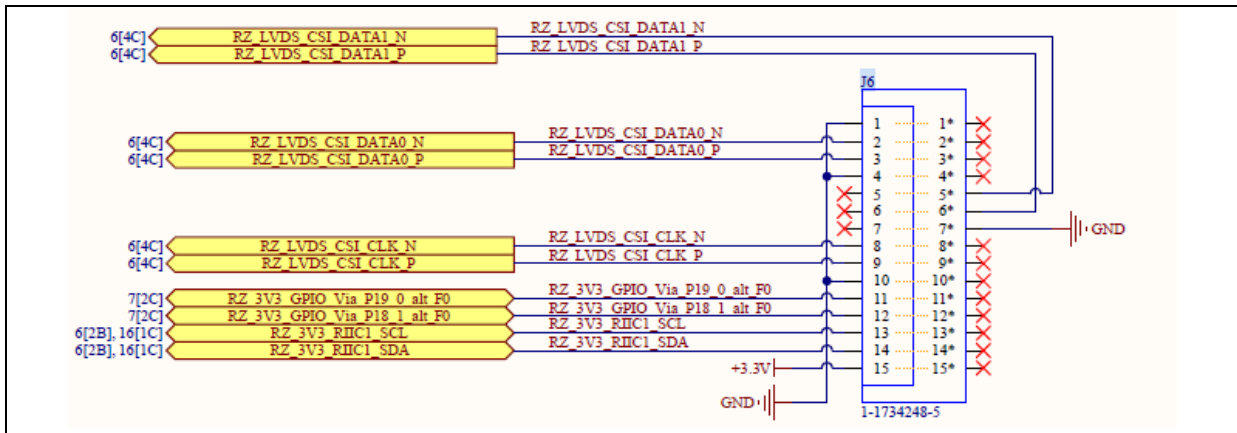 RZ_LVDS_CSI_DATA1_N
6[4C] RZ_LVDS_CSI_DATA1_N
RZ_LVDS_CSI_DATA1_P
6[4C] RZ_LVDS_CSI_DATA1_P
J6
1 1*
RZ_LVDS_CSI_DATA0_N
6[4C] RZ_LVDS_CSI_DATA0_N 2 2*
RZ_LVDS_CSI_DATA0_P
6[4C] RZ_LVDS_CSI_DATA0_P 3 3*
4 4*
5 5*
6 6*
7 7* GND
RZ_LVDS_CSI_CLK_N
6[4C] RZ_LVDS_CSI_CLK_N 8 8*
RZ_LVDS_CSI_CLK_P
6[4C] RZ_LVDS_CSI_CLK_P 9 9*
10 10*
RZ_3V3_GPIO_Via_P19_0_alt_F0
7[2C] RZ_3V3_GPIO_Via_P19_0_alt_F0 11 11*
RZ_3V3_GPIO_Via_P18_1_alt_F0
7[2C] RZ_3V3_GPIO_Via_P18_1_alt_F0 12 12*
RZ_3V3_RIIC1_SCL
6[2B], 16[1C] RZ_3V3_RIIC1_SCL 13 13*
RZ_3V3_RIIC1_SDA
6[2B], 16[1C] RZ_3V3_RIIC1_SDA 14 14*
+3.3V 15 15*
GND
1-1734248-5